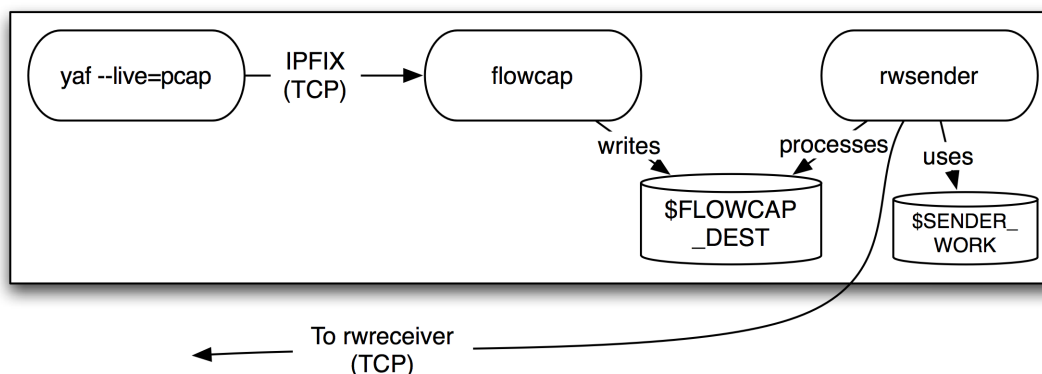 yaf --live=pcap
IPFIX
(TCP)
flowcap
rwsender
writes
processes
uses
$FLOWCAP
_DEST
$SENDER_
WORK
To rwreceiver
(TCP)